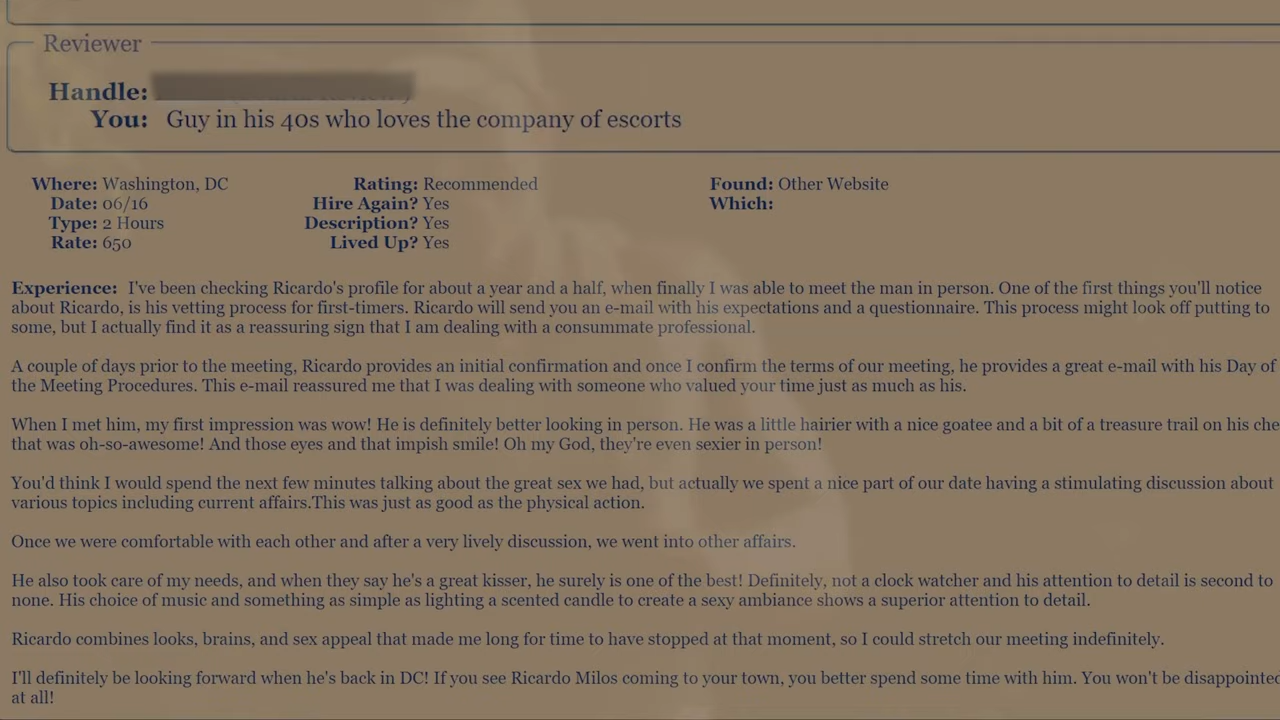 Reviewer
Handle:
You: Guy in his 40s who loves the company of escorts
Where: Washington, DC Rating: Recommended Found: Other Website
Date: 06/16 Hire Again? Yes Which:
Type: 2 Hours Description? Yes
Rate: 650 Lived Up? Yes
Experience: I've been checking Ricardo's profile for about a year and a half, when finally I was able to meet the man in person. One of the first things you'll notice
about Ricardo, is his vetting process for first-timers. Ricardo will send you an e-mail with his expectations and a questionnaire. This process might look off putting to
some, but I actually find it as a reassuring sign that I am dealing with a consummate professional.
A couple of days prior to the meeting, Ricardo provides an initial confirmation and once I confirm the terms of our meeting, he provides a great e-mail with his Day of
the Meeting Procedures. This e-mail reassured me that I was dealing with someone who valued your time just as much as his.
When I met him, my first impression was wow! He is definitely better looking in person. He was a little hairier with a nice goatee and a bit of a treasure trail on his che
that was oh-so-awesome! And those eyes and that impish smile! Oh my God, they're even sexier in person!
You'd think I would spend the next few minutes talking about the great sex we had, but actually we spent a nice part of our date having a stimulating discussion about
various topics including current affairs.This was just as good as the physical action.
Once we were comfortable with each other and after a very lively discussion, we went into other affairs.
He also took care of my needs, and when they say he's a great kisser, he surely is one of the best! Definitely, not a clock watcher and his attention to detail is second to
none. His choice of music and something as simple as lighting a scented candle to create a sexy ambiance shows a superior attention to detail.
Ricardo combines looks, brains, and sex appeal that made me long for time to have stopped at that moment, so I could stretch our meeting indefinitely.
I'll definitely be looking forward when he's back in DC! If you see Ricardo Milos coming to your town, you better spend some time with him. You won't be disappointed
at all!